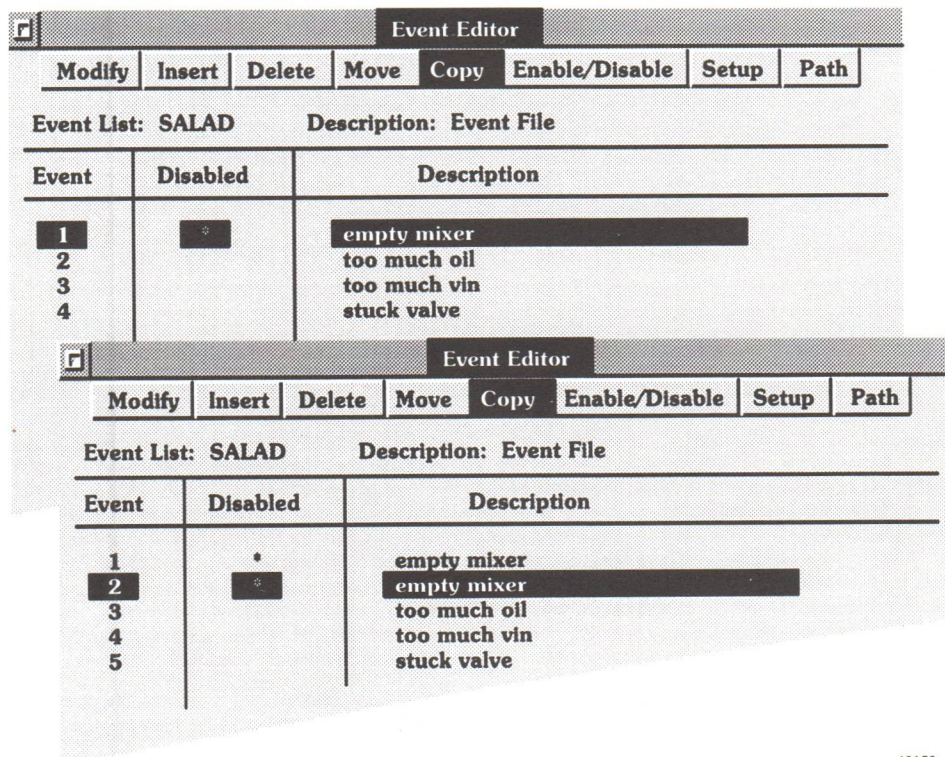 Event Editor
Modify Insert Delete Move Copy Enable/Disable Setup Path
Event List: SALAD Description: Event File
Event Disabled Description
1 * empty mixer
2 too much oil
3 too much vin
4 stuck valve
Event Editor
Modify Insert Delete Move Copy Enable/Disable Setup Path
Event List: SALAD Description: Event File
Event Disabled Description
1 * empty mixer
2 * empty mixer
3 too much oil
4 too much vin
5 stuck valve